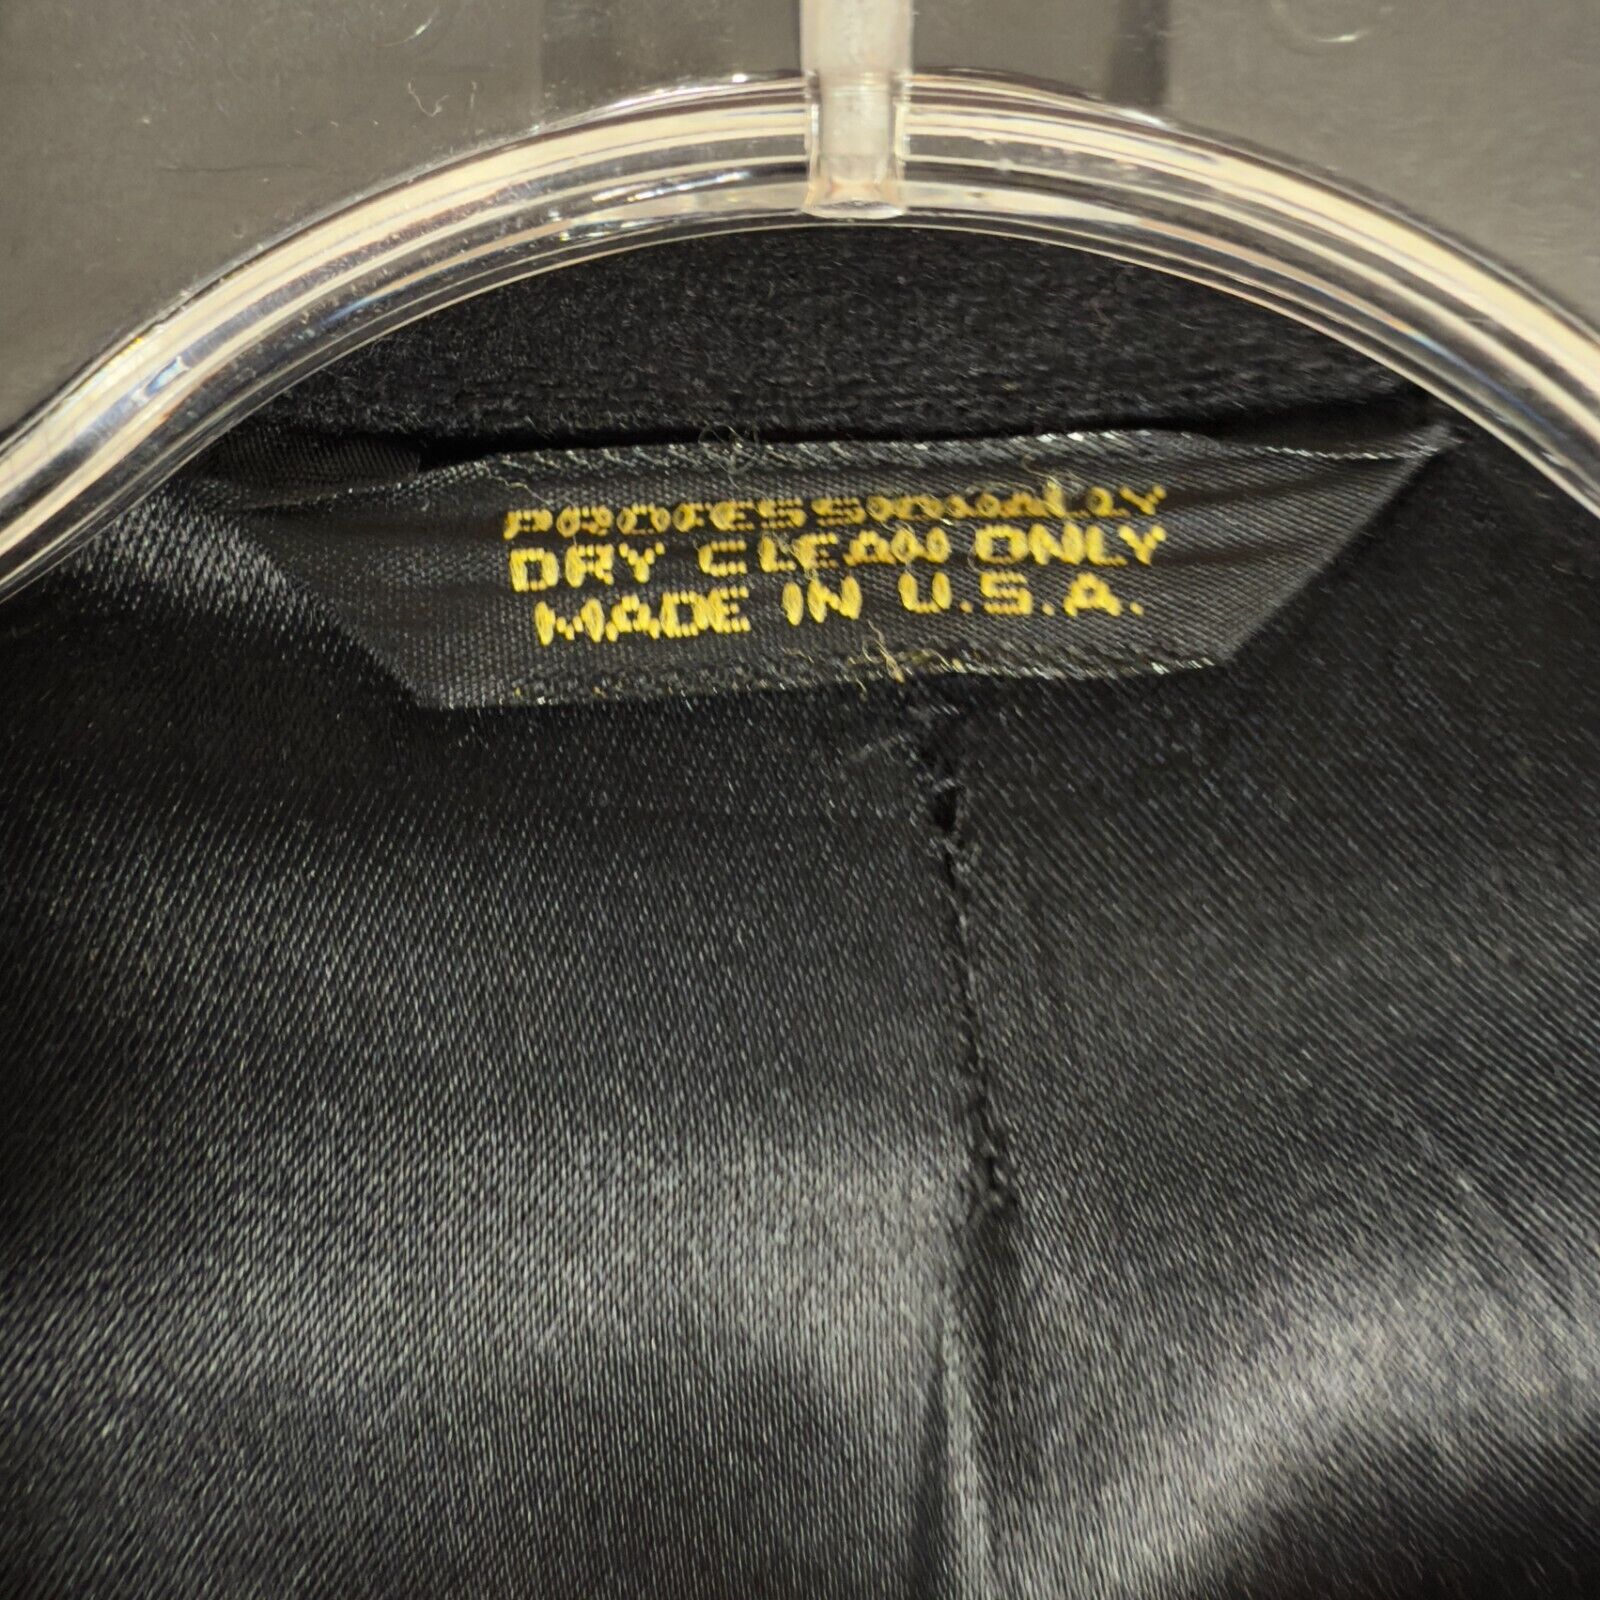 PROFESSIONALLY
DRY CLEAN ONLY
MADE IN U.S.A.